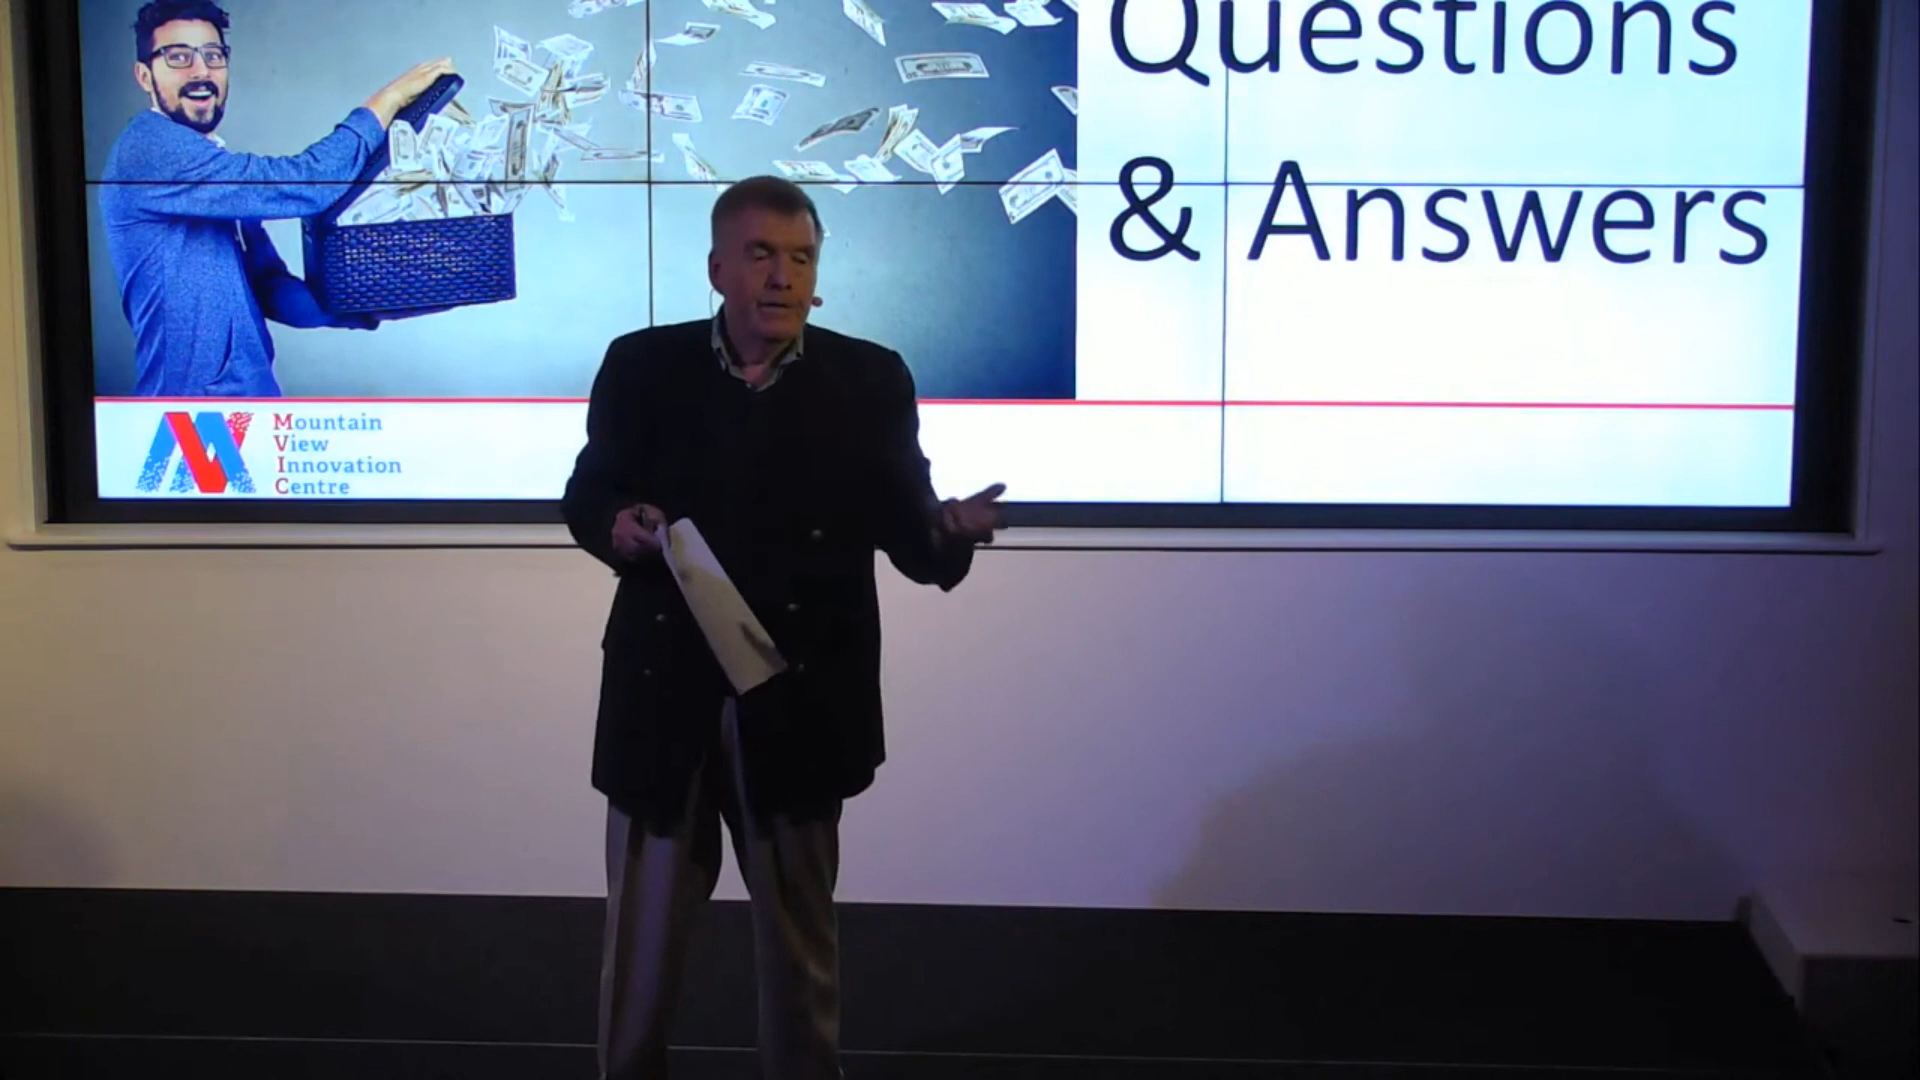 Questions
& Answers
Mountain
View
Innovation
Centre